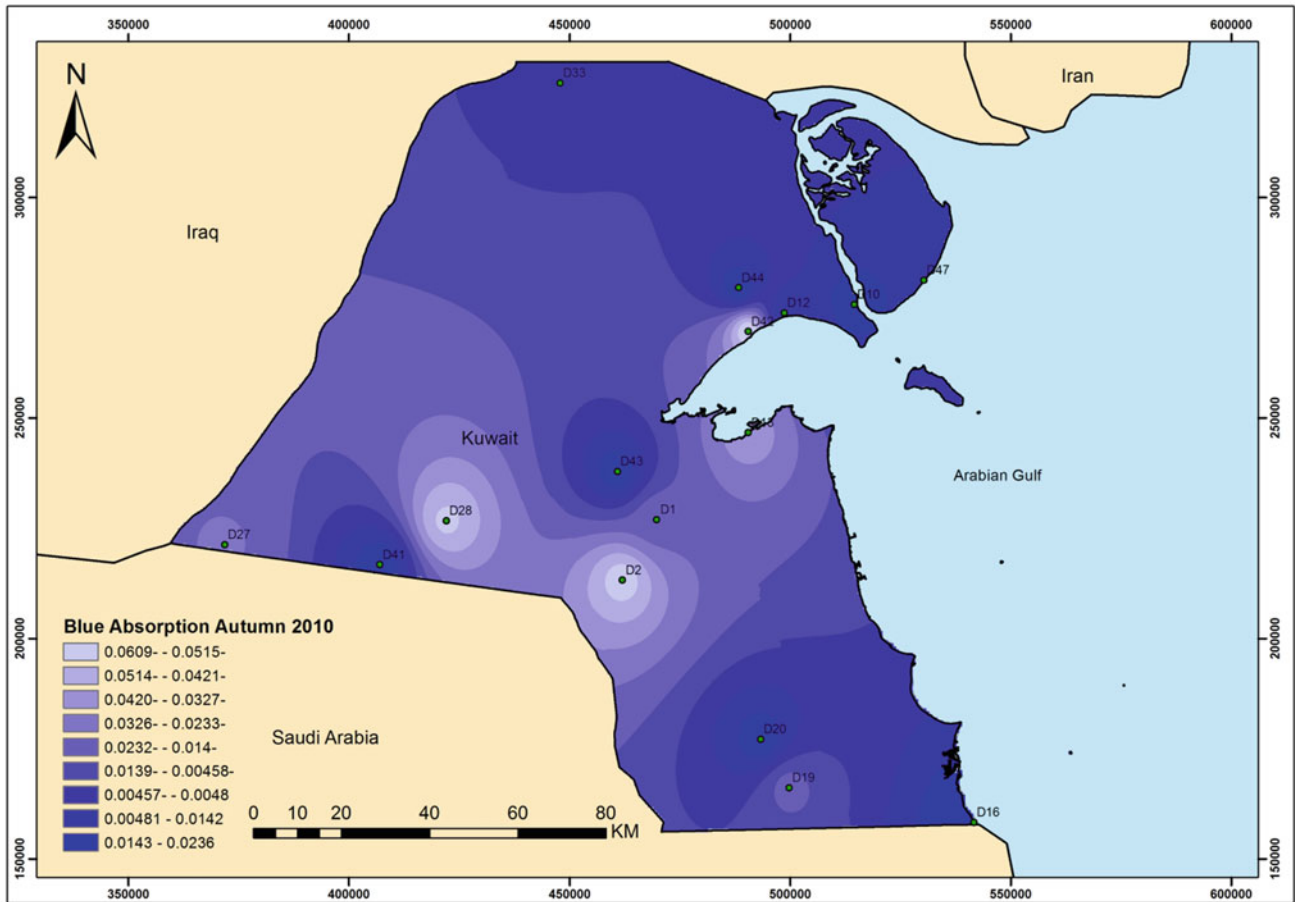 350000 400000 450000 500000 550000 600000
N
D33
Iran
300000 300000
Iraq
D47
D44
D10
D12
D42
250000 250000
Kuwait
D43
Arabian Gulf
D28
D1
D27
D41
D2
Blue Absorption Autumn 2010
0.0609- - 0.0515-
0.0514 - 0.0421-
0.0420 - 0.0327-
0.0326 - 0.0233-
0.0232 - 0.014-
0.0139 - 0.00458-
0.00457- - 0.0048
0.00481 - 0.0142
0.0143 - 0.0236
200000 200000
Saudi Arabia
D20
D19
D16
0 10 20 40 60 80
KM
150000 150000
350000 400000 450000 500000 550000 600000